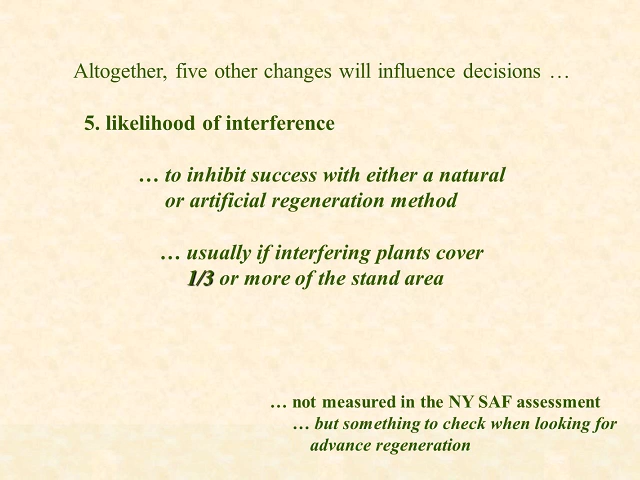 Altogether, five other changes will influence decisions …
5. likelihood of interference
… to inhibit success with either a natural
or artificial regeneration method
… usually if interfering plants cover
1/3 or more of the stand area
… not measured in the NY SAF assessment
… but something to check when looking for
advance regeneration